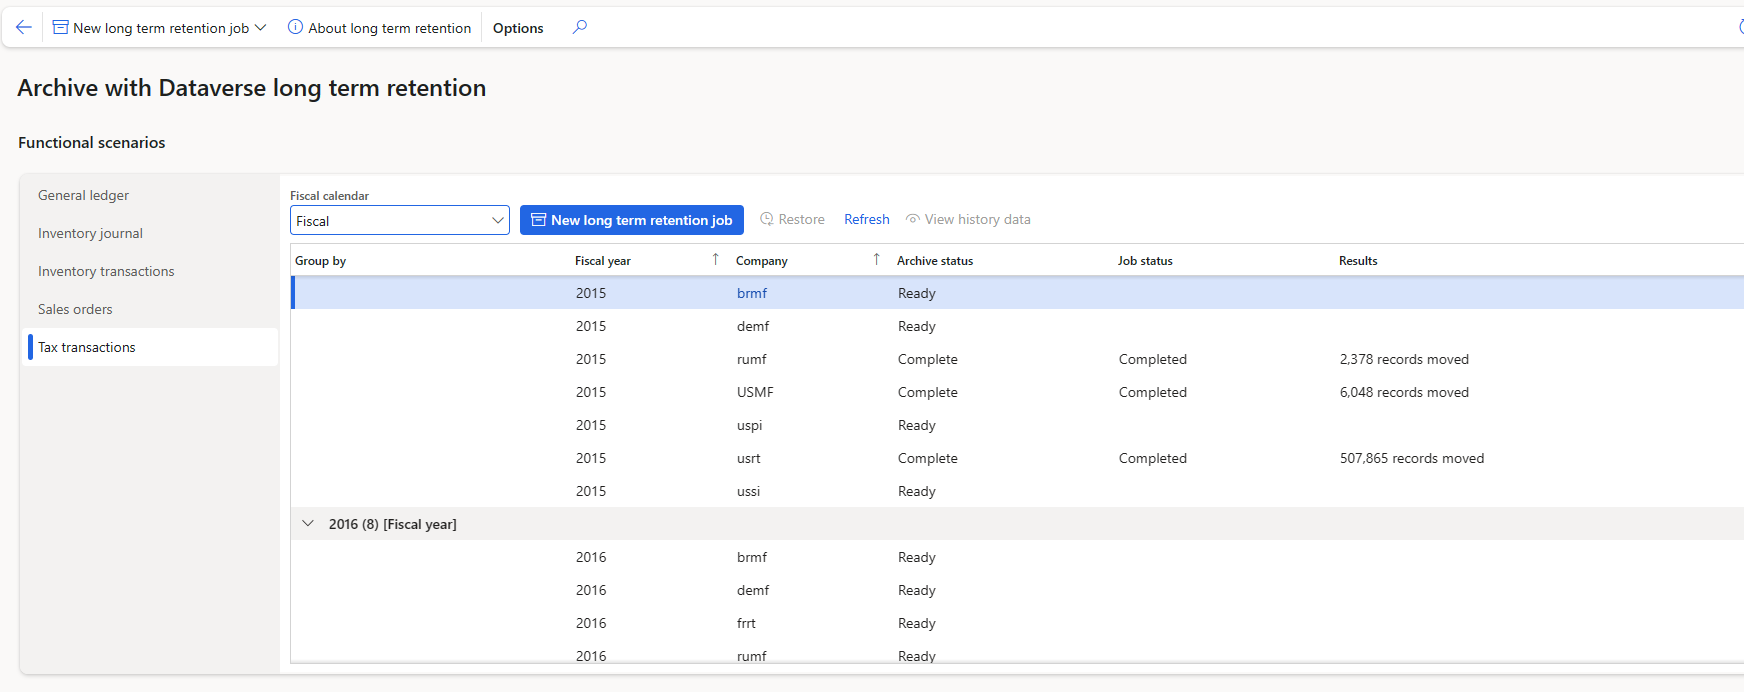 New long term retention job About long term retention Options
Archive with Dataverse long term retention
Functional scenarios
General ledger
Inventory journal
Inventory transactions
Sales orders
Tax transactions
Fiscal calendar
Fiscal New long term retention job Restore Refresh View history data
Group by Fiscal year Company Archive status Job status Results
2015 brmf Ready
2015 demf Ready
2015 rumf Complete Completed 2,378 records moved
2015 USMF Complete Completed 6,048 records moved
2015 uspi Ready
2015 usrt Complete Completed 507,865 records moved
2015 ussi Ready
2016 (8) [Fiscal year]
2016 brmf Ready
2016 demf Ready
2016 frrt Ready
2016 rumf Ready